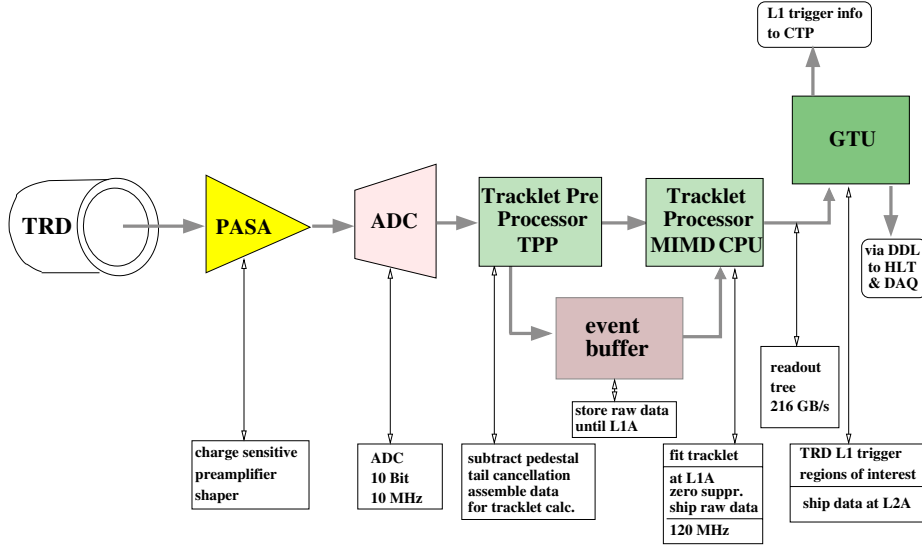 L1 trigger info
to CTP
GTU
TRD
PASA
ADC
Tracklet Pre
Processor
TPP
Tracklet
Processor
MIMD CPU
via DDL
to HLT
& DAQ
event
buffer
readout
tree
216 GB/s
store raw data
until L1A
charge sensitive
preamplifier
shaper
ADC
10 Bit
10 MHz
subtract pedestal
tail cancellation
assemble data
for tracklet calc.
fit tracklet
at L1A
zero suppr.
ship raw data
120 MHz
TRD L1 trigger
regions of interest
ship data at L2A